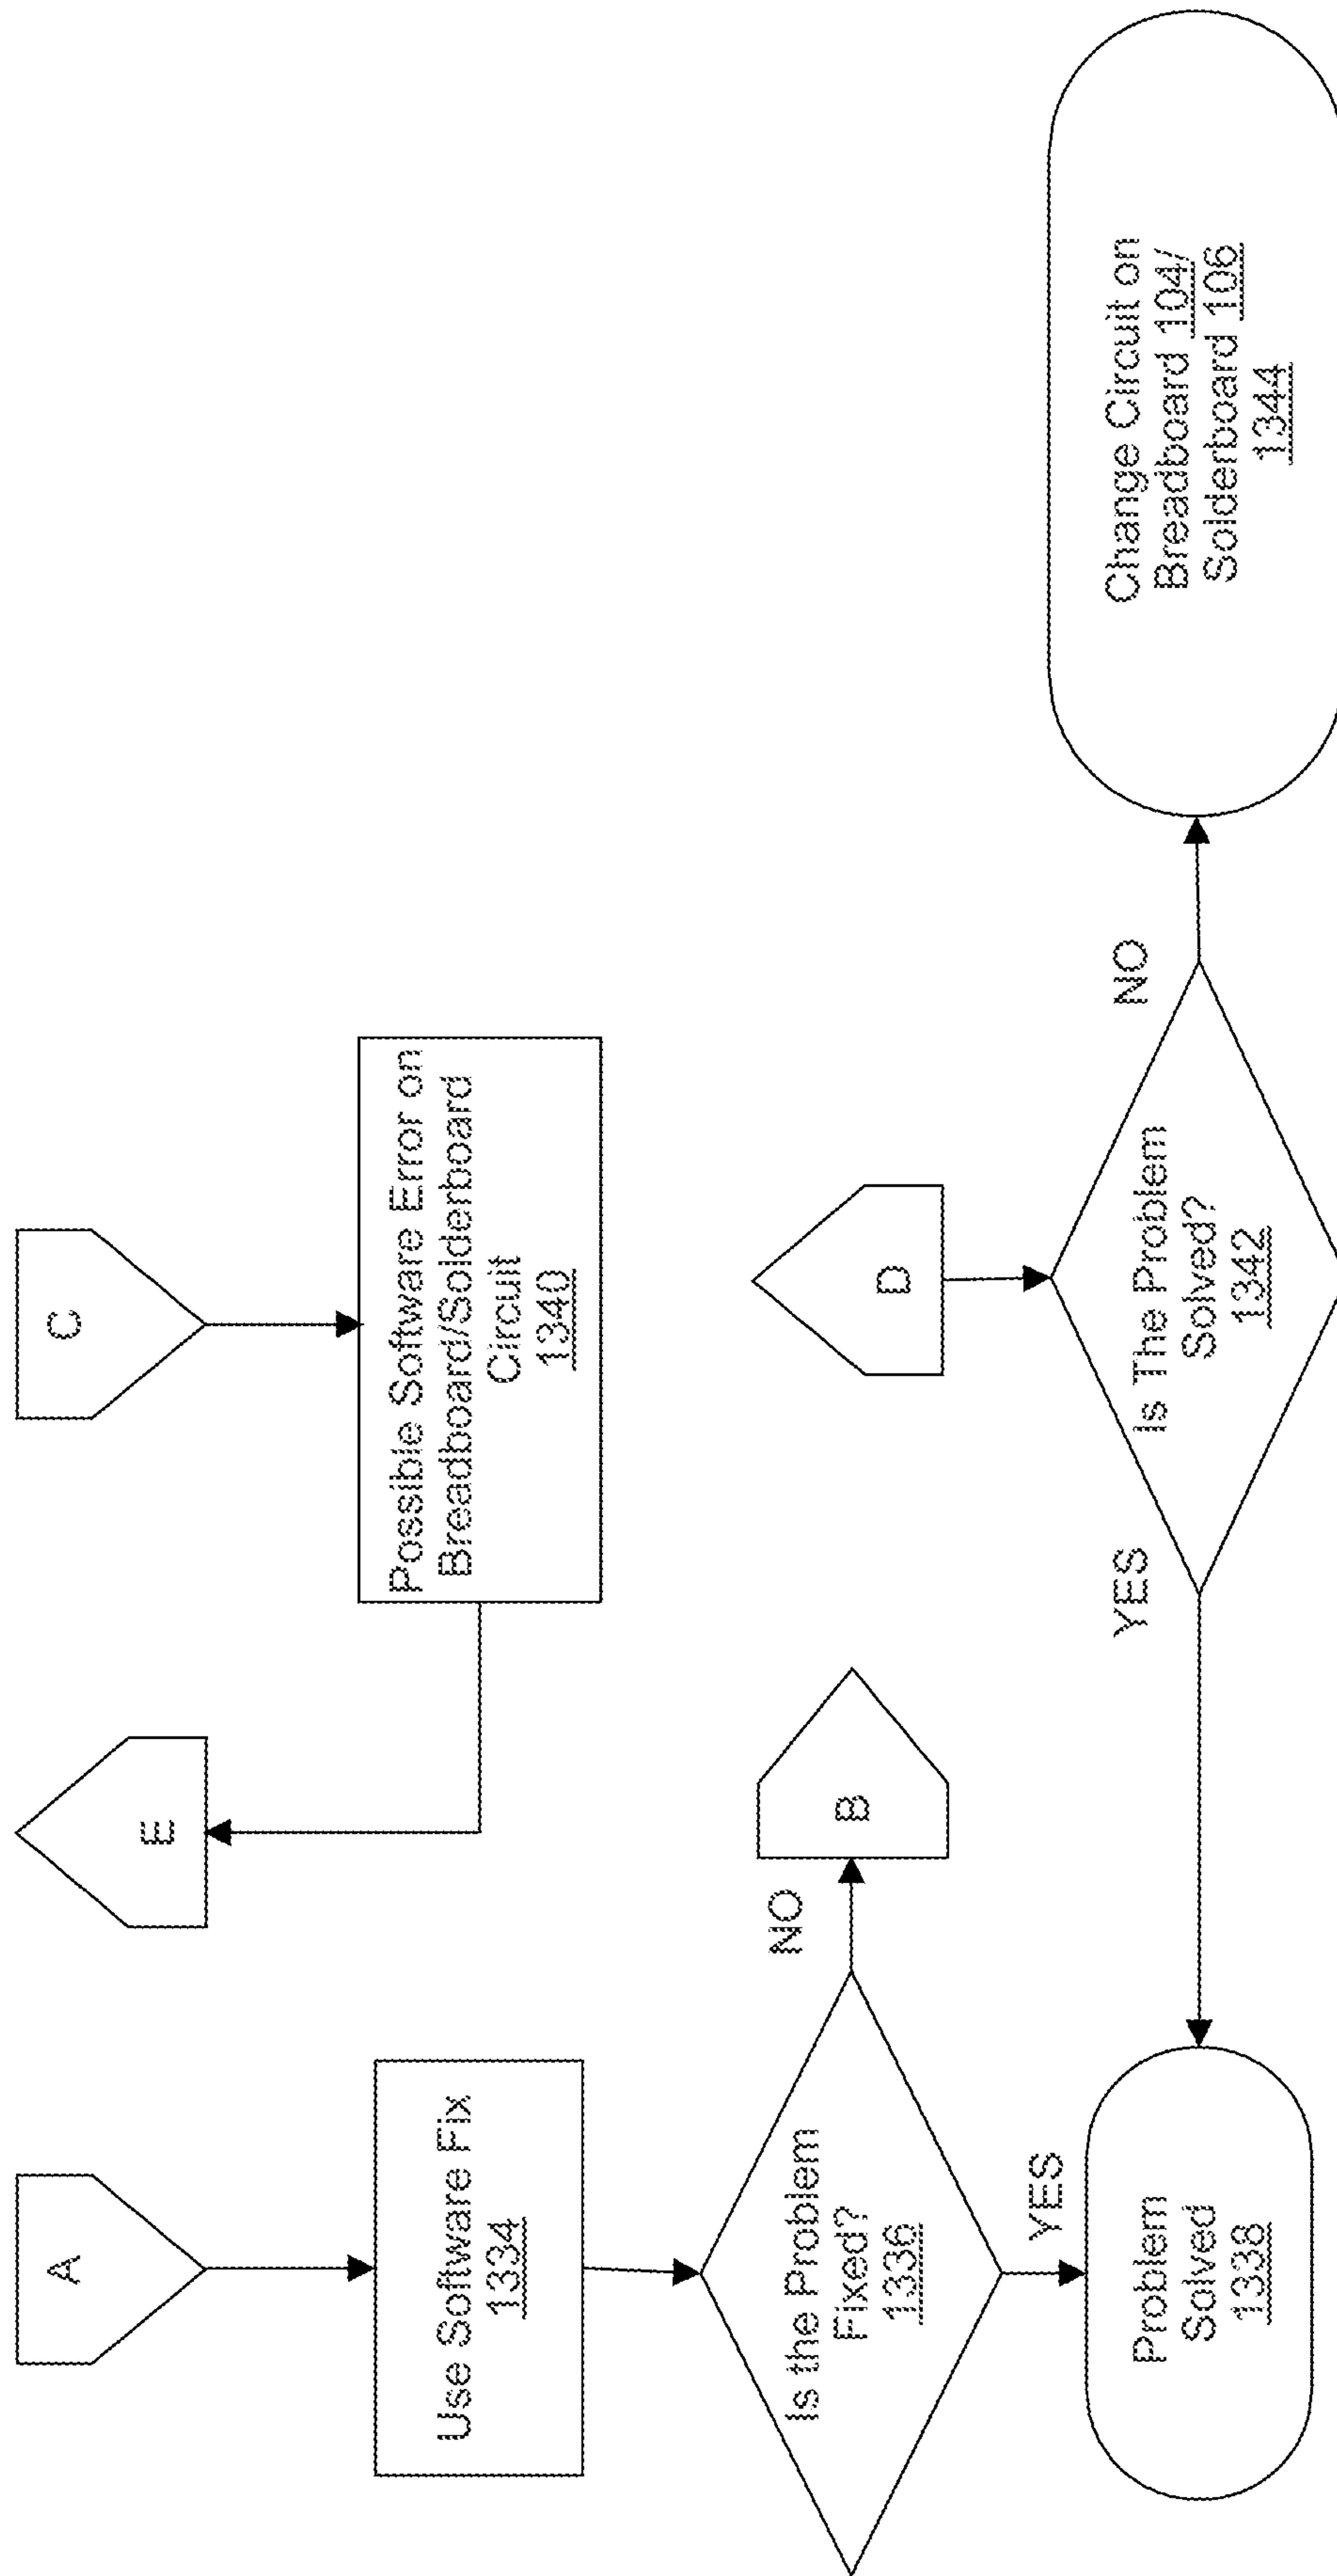 A
Use Software Fix
1334
Is the Problem
Fixed?
1336
YES
NO
B
Problem
Solved
1338
E
C
Possible Software Error on
Breadboard/Solderboard
Circuit
1340
D
Is The Problem
Solved?
1342
YES
NO
Change Circuit on
Breadboard 104/
Solderboard 106
1344